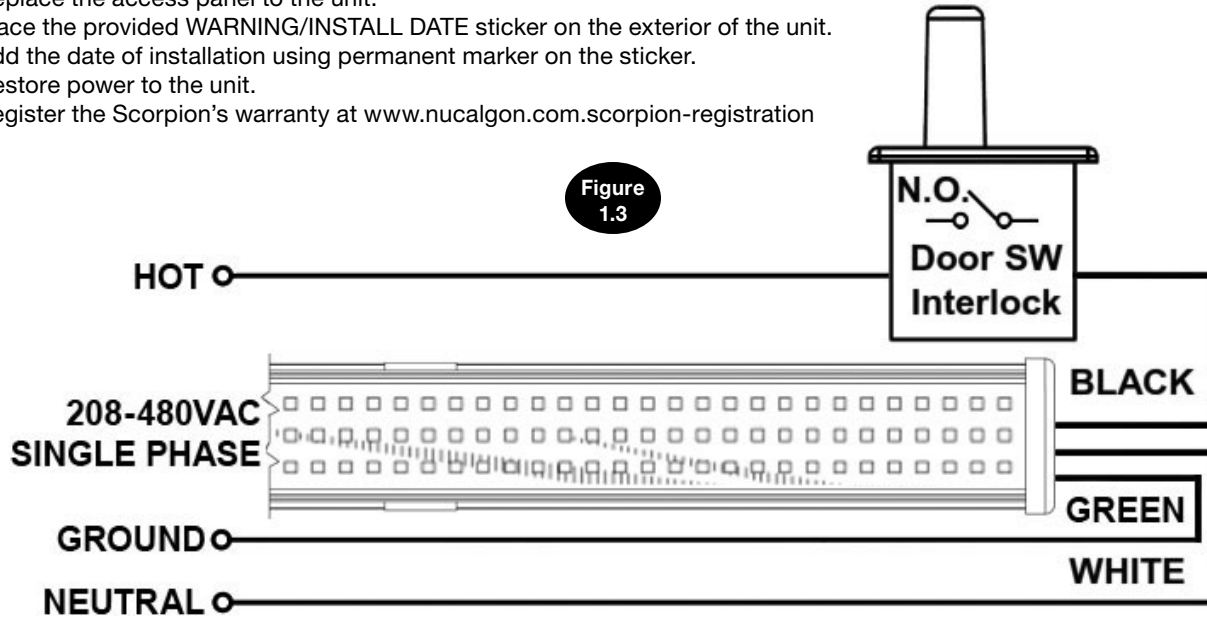 eplace the access panel to the unit.
ace the provided WARNING/INSTALL DATE sticker on the exterior of the unit.
dd the date of installation using permanent marker on the sticker.
estore power to the unit.
egister the Scorpion's warranty at www.nucalgon.com.scorpion-registration
Figure
1.3
N.O.
Door SW
Interlock
HOT
BLACK
208-480VAC
SINGLE PHASE
GREEN
GROUND
WHITE
NEUTRAL